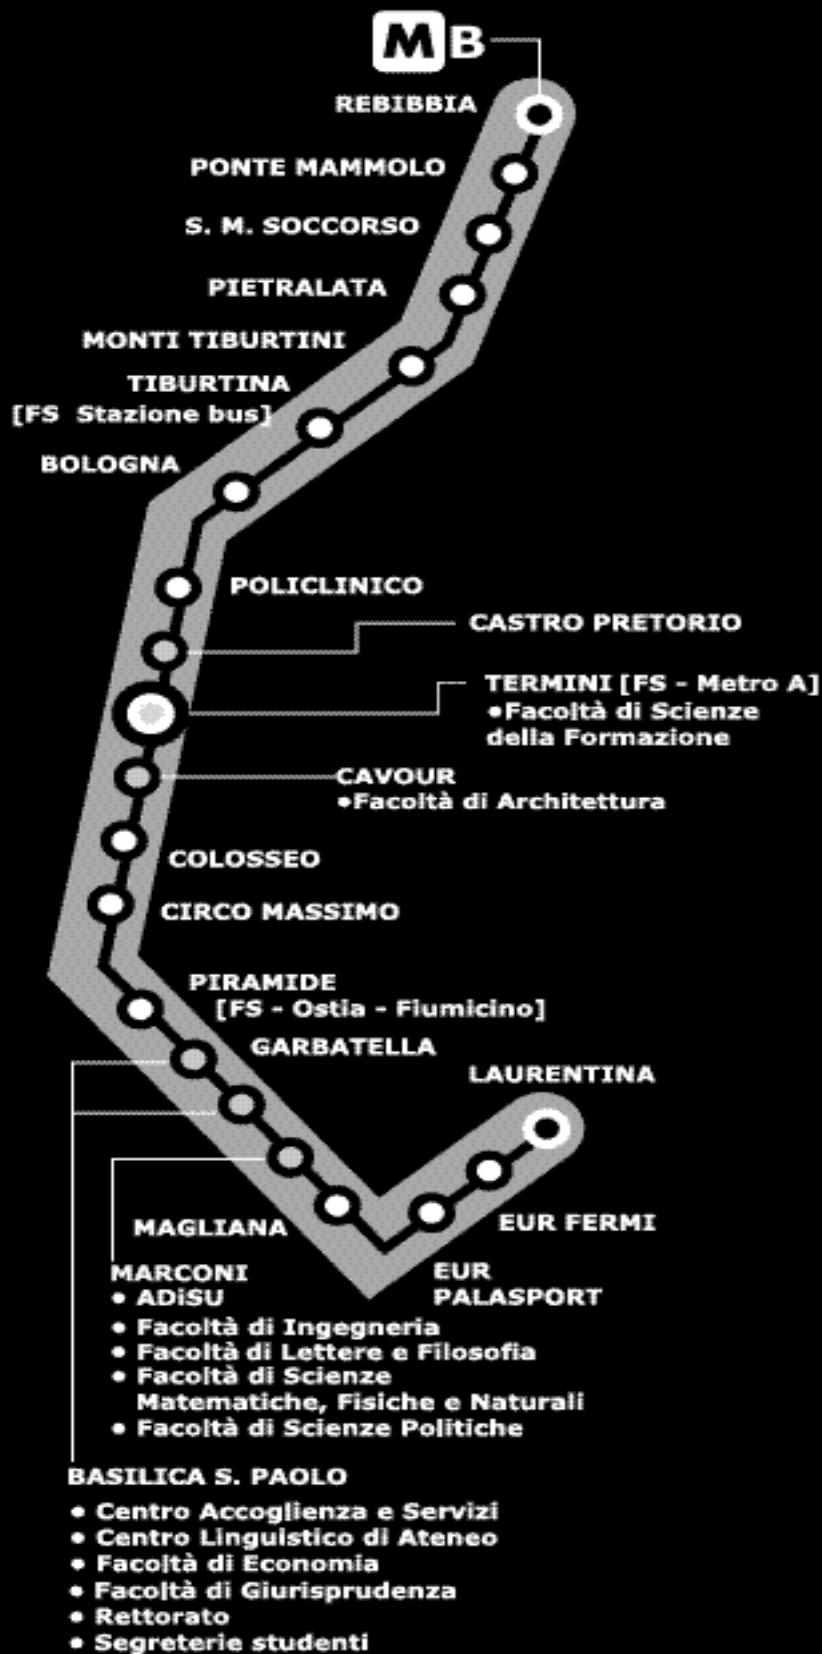 M B
REBIBBIA
PONTE MAMMOLO
S. M. SOCCORSO
PIETRALATA
MONTI TIBURTINI
TIBURTINA
[FS Stazione bus]
BOLOGNA
POLICLINICO
CASTRO PRETORIO
TERMINI [FS - Metro A]
•Facoltà di Scienze
della Formazione
CAVOUR
•Facoltà di Architettura
COLOSSEO
CIRCO MASSIMO
PIRAMIDE
[FS - Ostia - Fiumicino]
GARBATELLA
LAURENTINA
EUR FERMI
EUR
PALASPORT
MAGLIANA
MARCONI
• ADiSU
• Facoltà di Ingegneria
• Facoltà di Lettere e Filosofia
• Facoltà di Scienze
Matematiche, Fisiche e Naturali
• Facoltà di Scienze Politiche
BASILICA S. PAOLO
• Centro Accoglienza e Servizi
• Centro Linguistico di Ateneo
• Facoltà di Economia
• Facoltà di Giurisprudenza
• Rettorato
• Segreterie studenti